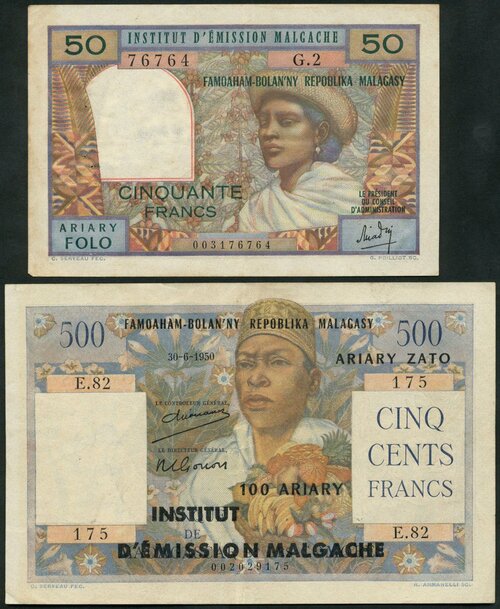 50 INSTITUT D'ÉMISSION MALGACHE 50
76764 G.2
FAMOAHAM-BOLAN'NY REPOBLIKA MALAGASY
CINQUANTE
FRANCS
LE PRÉSIDENT
DU CONSEIL
D'ADMINISTRATION
ARIARY
FOLO
003176764
C. SERVEAU FEC. G. POILLIOT SC.
FAMOAHAM-BOLAN'NY REPOBLIKA MALAGASY
500 500
30-6-1950 ARIARY ZATO
E.82 175
LE CONTROLEUR GÉNÉRAL,
CINQ
CENTS
FRANCS
LE DIRECTEUR GÉNÉRAL,
100 ARIARY
INSTITUT
175 DE E.82
D'ÉMISSION MALGACHE
002029175
C. SERVEAU FEC. R. ARMANELLI SC.